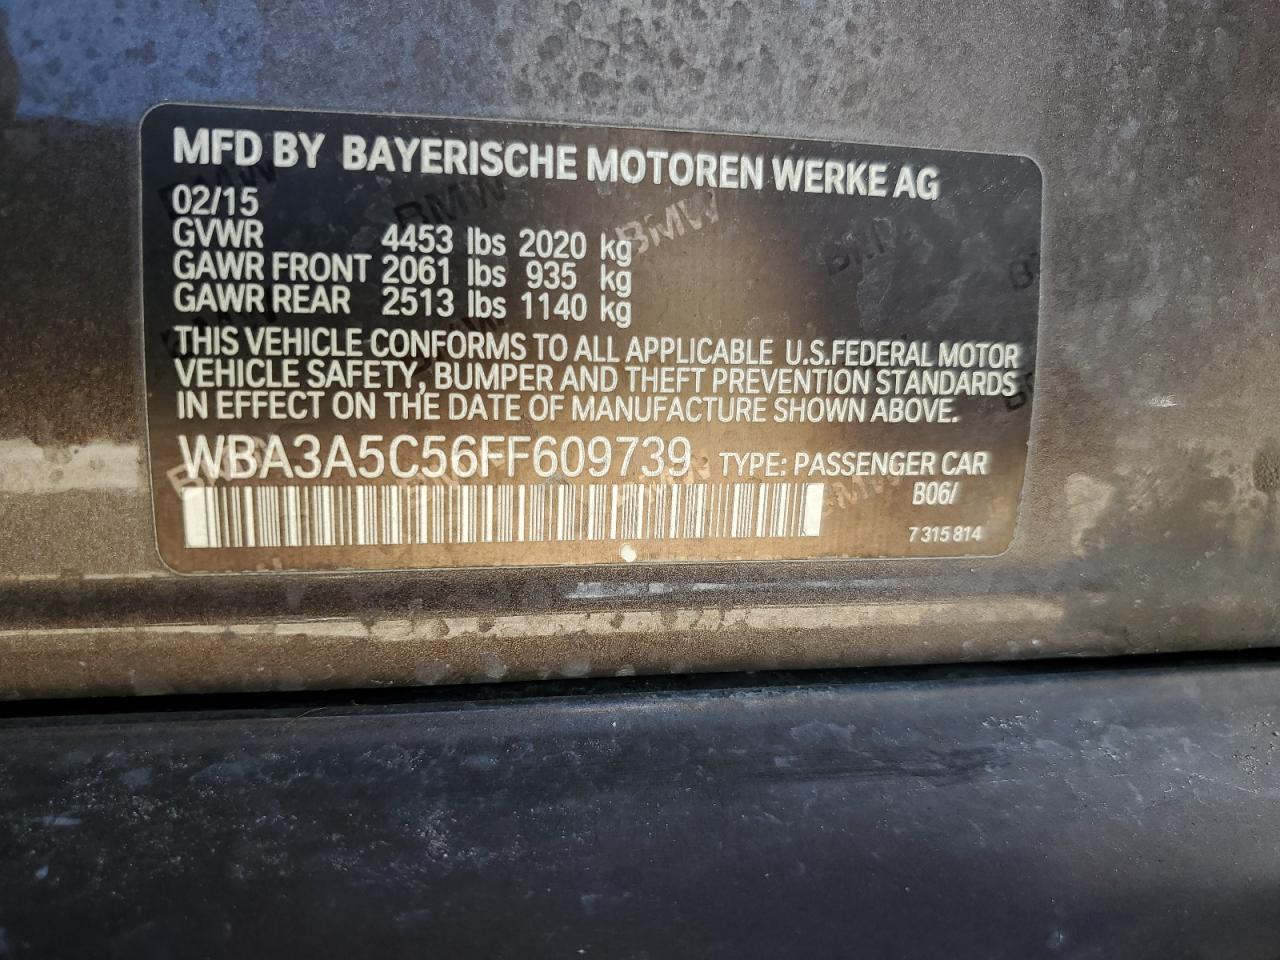 MFD BY BAYERISCHE MOTOREN WERKE AG
02/15
GVWR 4453 lbs 2020 kg
GAWR FRONT 2061 lbs 935 kg
GAWR REAR 2513 lbs 1140 kg
THIS VEHICLE CONFORMS TO ALL APPLICABLE U.S.FEDERAL MOTOR
VEHICLE SAFETY, BUMPER AND THEFT PREVENTION STANDARDS
IN EFFECT ON THE DATE OF MANUFACTURE SHOWN ABOVE.
WBA3A5C56FF609739 TYPE: PASSENGER CAR
B06/
7 315 814